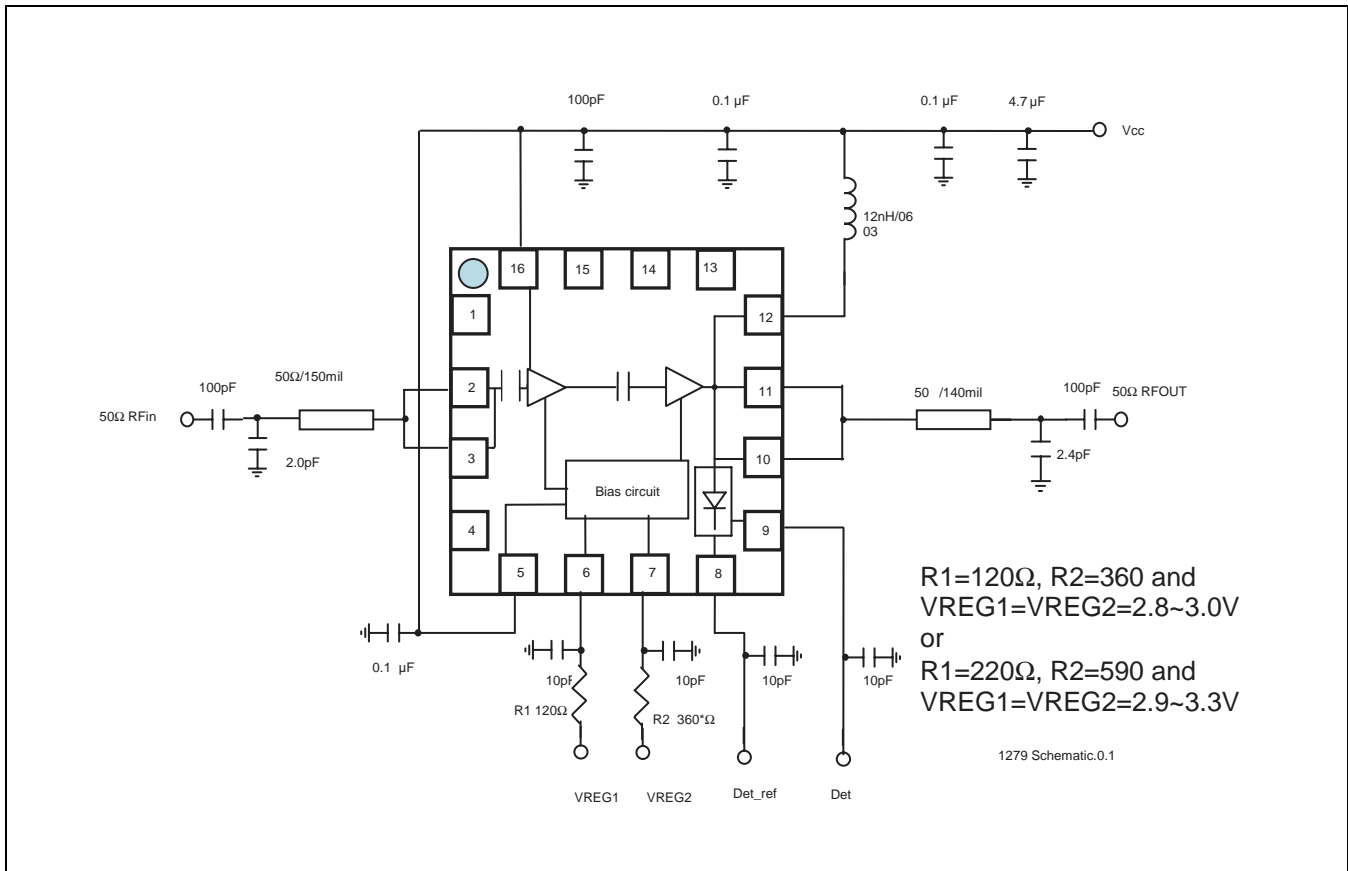 100pF
0.1 µF
0.1 µF
4.7 µF
Vcc
12nH/06
03
16
15
14
13
1
12
2
11
3
10
4
9
5
6
7
8
50Ω/150mil
100pF
50Ω RFin
2.0pF
50 /140mil
100pF
50Ω RFOUT
2.4pF
Bias circuit
0.1 µF
10pF
10pF
10pF
10pF
R1 120Ω
R2 360*Ω
VREG1
VREG2
Det_ref
Det
R1=120Ω, R2=360 and
VREG1=VREG2=2.8~3.0V
or
R1=220Ω, R2=590 and
VREG1=VREG2=2.9~3.3V
1279 Schematic.0.1